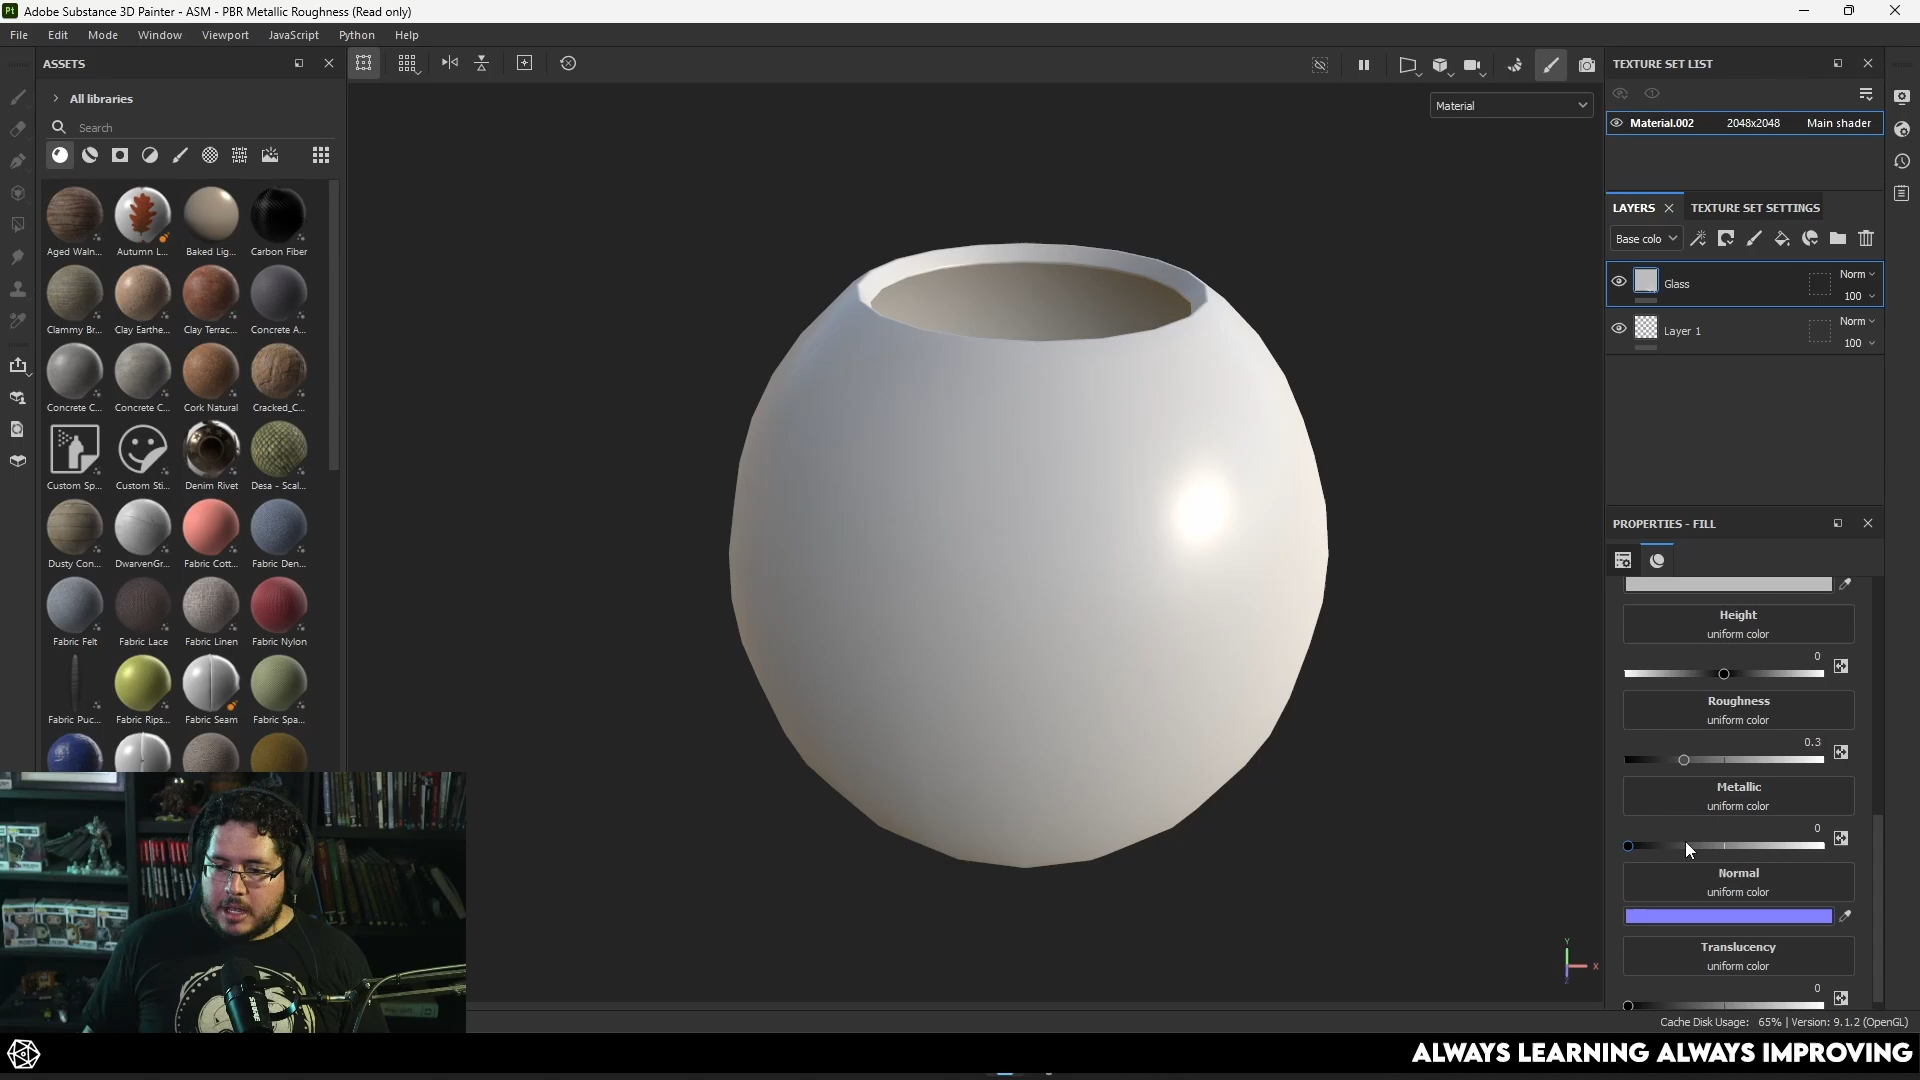 Pt Adobe Substance 3D Painter - ASM - PBR Metallic Roughness (Read only)
File Edit Mode Window Viewport JavaScript Python Help
ASSETS
All libraries
Search
Aged Waln... Autumn L... Baked Lig... Carbon Fiber
Clammy Br... Clay Earthe... Clay Terrac... Concrete A...
Concrete C... Concrete C... Cork Natural Cracked_C...
Custom Sp... Custom Sti... Denim Rivet Desa - Scal...
Dusty Con... DwarvenGr... Fabric Cott... Fabric Den...
Fabric Felt Fabric Lace Fabric Linen Fabric Nylon
Fabric Puc... Fabric Rips... Fabric Seam Fabric Spa...
Material
Y
X
Z
TEXTURE SET LIST
Material.002 2048x2048 Main shader
LAYERS TEXTURE SET SETTINGS
Base colo
Glass Norm
100
Layer 1 Norm
100
PROPERTIES - FILL
Height
uniform color
0
Roughness
uniform color
0.3
Metallic
uniform color
0
Normal
uniform color
Translucency
uniform color
0
Cache Disk Usage: 65% | Version: 9.1.2 (OpenGL)
ALWAYS LEARNING ALWAYS IMPROVING